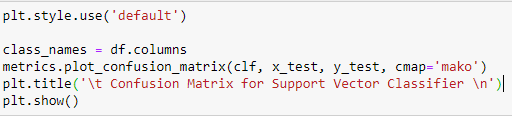 plt.style.use('default')
class_names = df.columns
metrics.plot_confusion_matrix(clf, x_test, y_test, cmap='mako')
plt.title('\t Confusion Matrix for Support Vector Classifier \n')
plt.show()